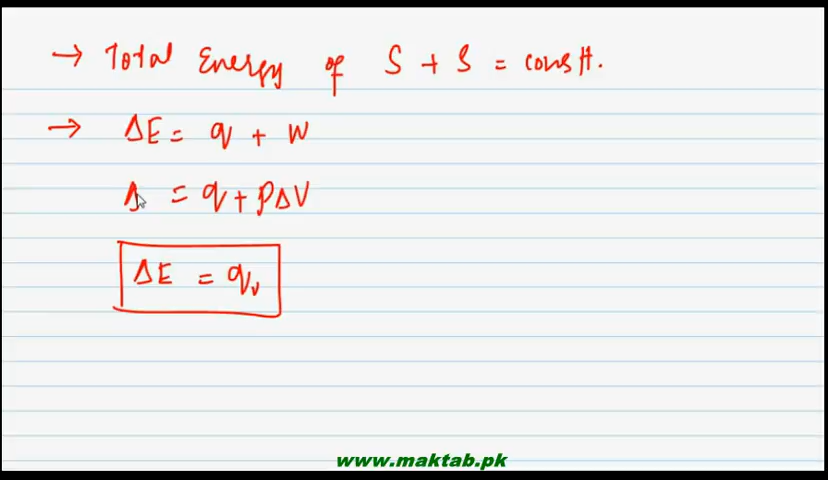 → Total Energy of S + S = const.
→ ΔE = q + w
Δ = q + PΔV
ΔE = qv
www.maktab.pk